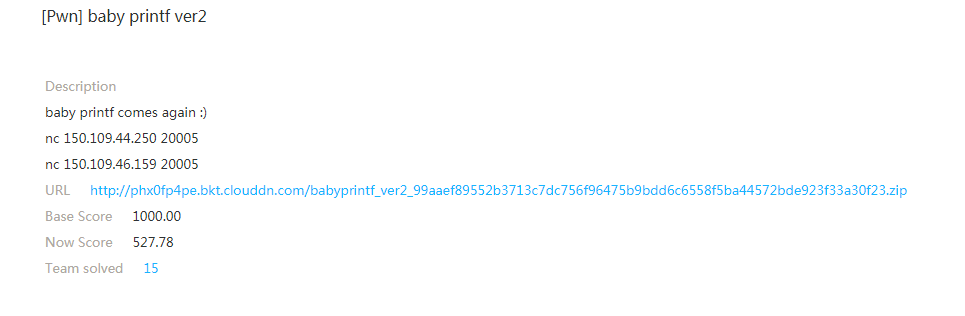 [Pwn] baby printf ver2
Description
baby printf comes again :)
nc 150.109.44.250 20005
nc 150.109.46.159 20005
URL http://phx0fp4pe.bkt.clouddn.com/babyprintf_ver2_99aaef89552b3713c7dc756f96475b9bdd6c6558f5ba44572bde923f33a30f23.zip
Base Score 1000.00
Now Score 527.78
Team solved 15